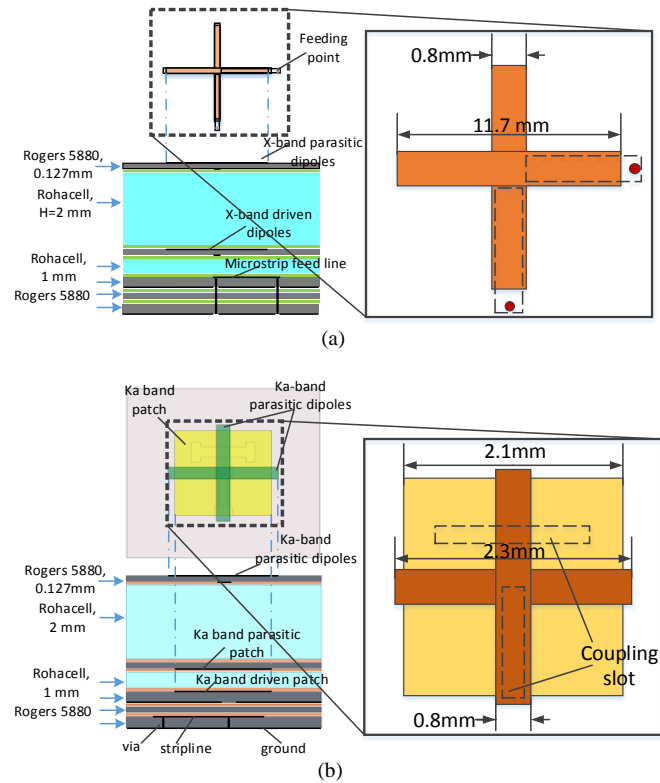 Feeding
point
0.8mm
11.7 mm
X-band parasitic
dipoles
Rogers 5880,
0.127mm
Rohacell,
H=2 mm
X-band driven
dipoles
Rohacell,
1 mm
Microstrip feed line
Rogers 5880
(a)
Ka band
patch
Ka-band
parasitic dipoles
2.1mm
2.3mm
Ka-band
parasitic dipoles
Rogers 5880,
0.127mm
Rohacell,
2 mm
Ka band parasitic
patch
Rohacell,
1 mm
Ka band driven patch
Coupling
slot
Rogers 5880
0.8mm
via
stripline
ground
(b)